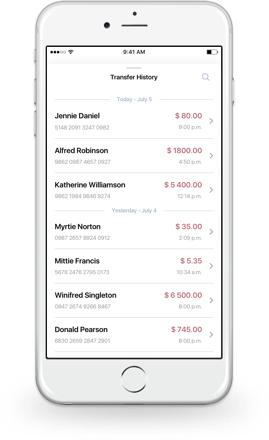 9:41 AM
Transfer History
Today - July 5
Jennie Daniel $ 80.00
5148 2091 3247 0982 9:00 p.m.
Alfred Robinson $ 1800.00
9862 0987 4657 0927 4:50 p.m.
Katherine Williamson $ 5 400.00
9862 1984 9846 9274 12:14 p.m.
Yesterday - July 4
Myrtie Norton $ 35.00
0987 2657 8924 0912 2:09 p.m.
Mittie Francis $ 5.35
5678 2476 2795 0173 10:34 a.m.
Winifred Singleton $ 6 500.00
0847 2674 9266 8467 8:00 p.m.
Donald Pearson $ 745.00
6830 2659 2847 2901 8:00 p.m.